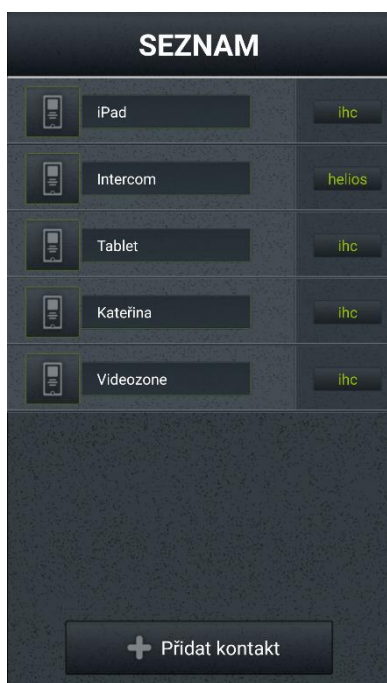 SEZNAM
iPad ihc
Intercom helios
Tablet ihc
Kateřina ihc
Videozone ihc
Přidat kontakt